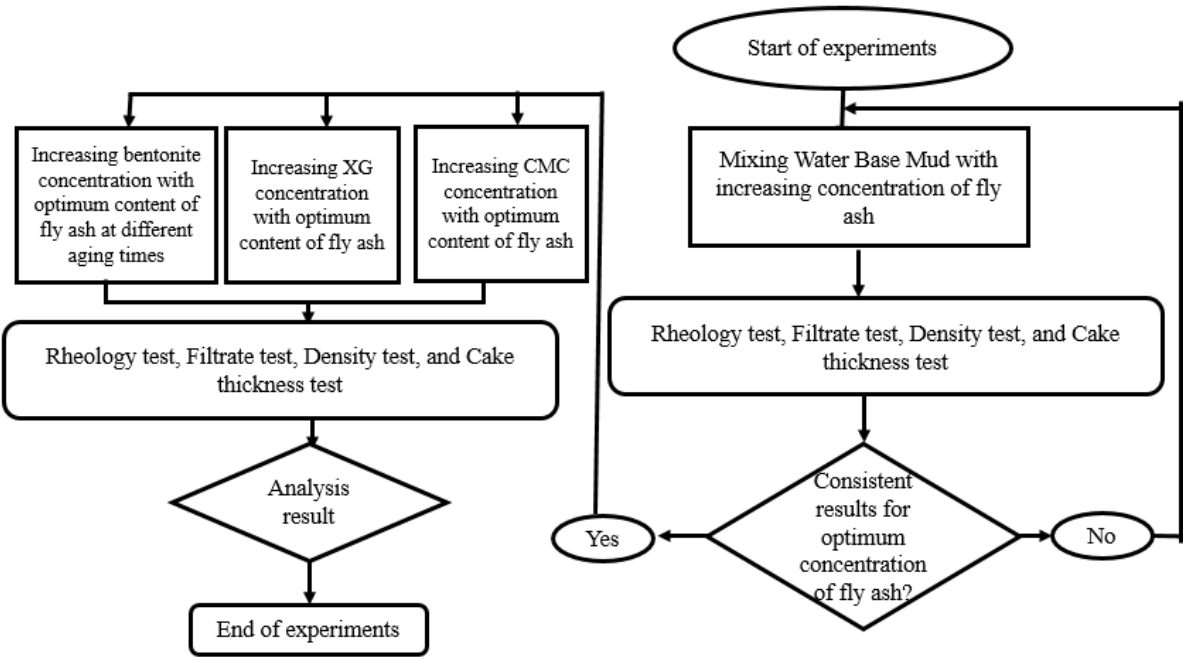 Start of experiments
Mixing Water Base Mud with
increasing concentration of fly
ash
Rheology test, Filtrate test, Density test, and Cake
thickness test
Consistent
results for
optimum
concentration
of fly ash?
Yes
No
Increasing bentonite
concentration with
optimum content of
fly ash at different
aging times
Increasing XG
concentration
with optimum
content of fly ash
Increasing CMC
concentration
with optimum
content of fly ash
Rheology test, Filtrate test, Density test, and Cake
thickness test
Analysis
result
End of experiments